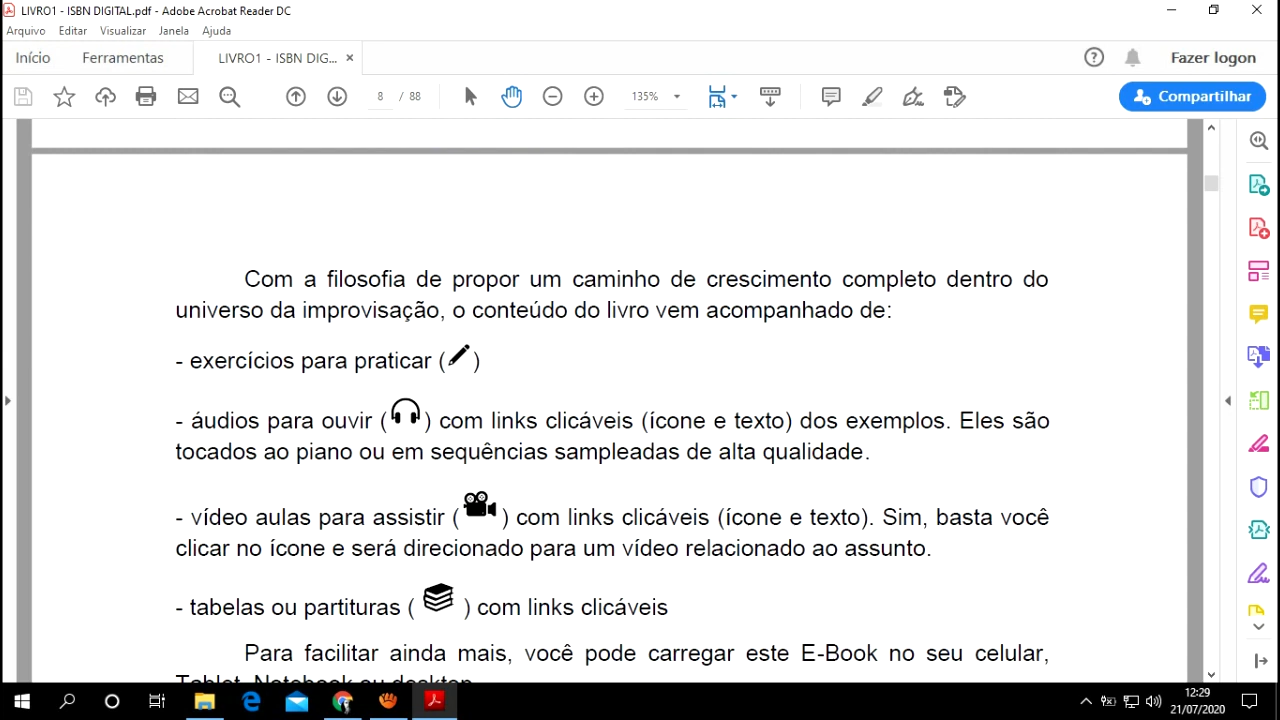 LIVRO1 - ISBN DIGITAL.pdf - Adobe Acrobat Reader DC
Arquivo Editar Visualizar Janela Ajuda
Início Ferramentas LIVRO1 - ISBN DIG... × Fazer logon
8 / 88 135% Compartilhar
Com a filosofia de propor um caminho de crescimento completo dentro do
universo da improvisação, o conteúdo do livro vem acompanhado de:
- exercícios para praticar ( )
- áudios para ouvir ( ) com links clicáveis (ícone e texto) dos exemplos. Eles são
tocados ao piano ou em sequências sampleadas de alta qualidade.
- vídeo aulas para assistir ( ) com links clicáveis (ícone e texto). Sim, basta você
clicar no ícone e será direcionado para um vídeo relacionado ao assunto.
- tabelas ou partituras ( ) com links clicáveis
Para facilitar ainda mais, você pode carregar este E-Book no seu celular,
Tablet, Notebook ou desktop
12:29
21/07/2020